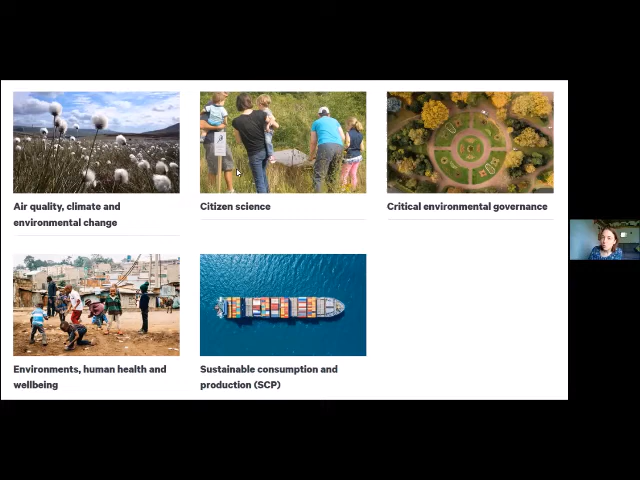 Air quality, climate and
environmental change
Citizen science
Critical environmental governance
Environments, human health and
wellbeing
Sustainable consumption and
production (SCP)